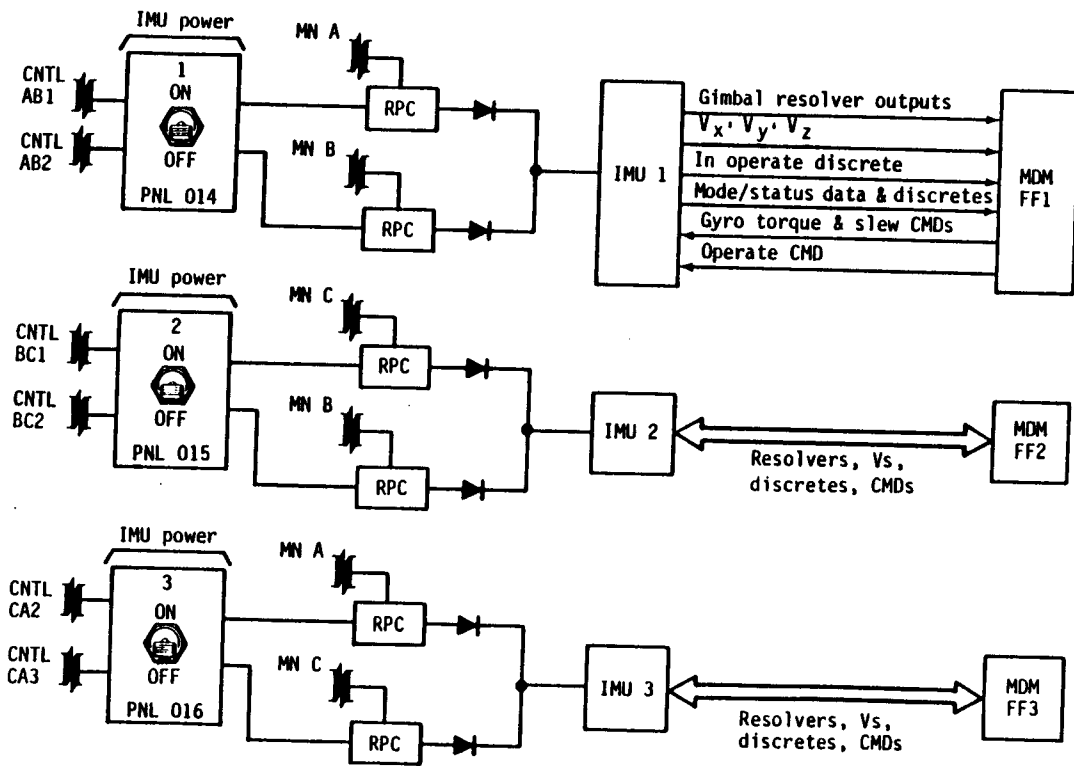 IMU power
CNTL
AB1
CNTL
AB2
1
ON
OFF
PNL O14
MN A
RPC
MN B
RPC
IMU 1
Gimbal resolver outputs
Vx, Vy, Vz
In operate discrete
Mode/status data & discretes
Gyro torque & slew CMDs
Operate CMD
MDM
FF1
IMU power
CNTL
BC1
CNTL
BC2
2
ON
OFF
PNL O15
MN C
RPC
MN B
RPC
IMU 2
Resolvers, Vs,
discretes, CMDs
MDM
FF2
IMU power
CNTL
CA2
CNTL
CA3
3
ON
OFF
PNL O16
MN A
RPC
MN C
RPC
IMU 3
Resolvers, Vs,
discretes, CMDs
MDM
FF3